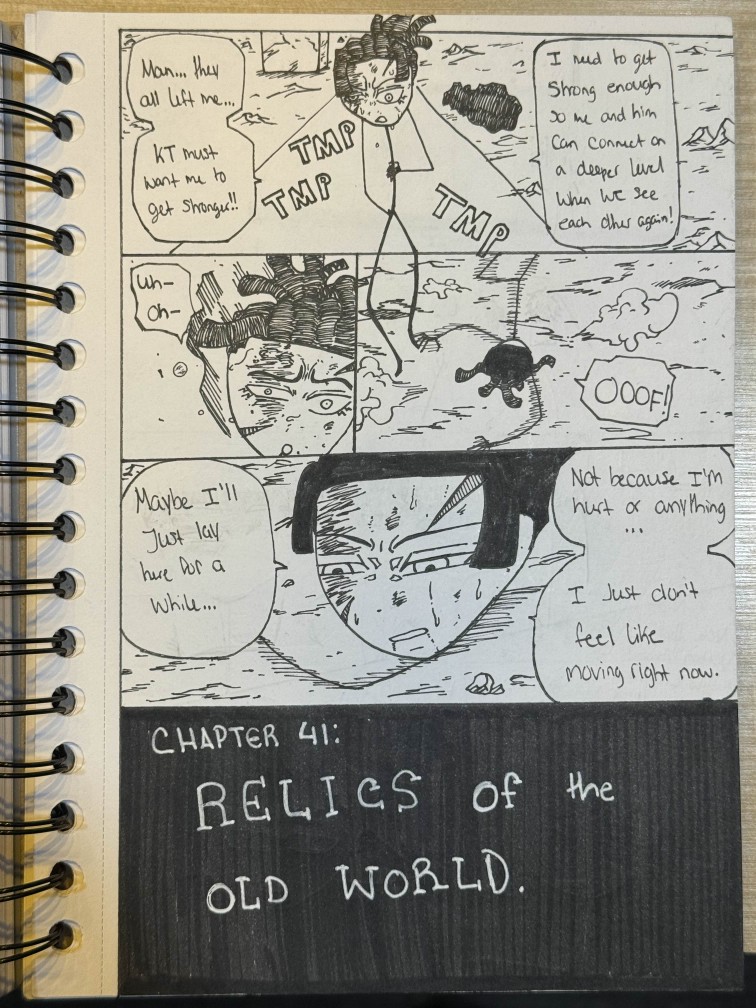 Man... they
all left me...
KT must
want me to
get stronger!!
TMP
TMP
TMP
I need to get
strong enough
so me and him
can connect on
a deeper level
when we see
each other again!
Uh-
Oh-
OOOF!
Maybe I'll
Just lay
here for a
while...
Not because I'm
hurt or anything
...
I Just don't
feel like
moving right now.
CHAPTER 41:
RELICS of the
OLD WORLD.